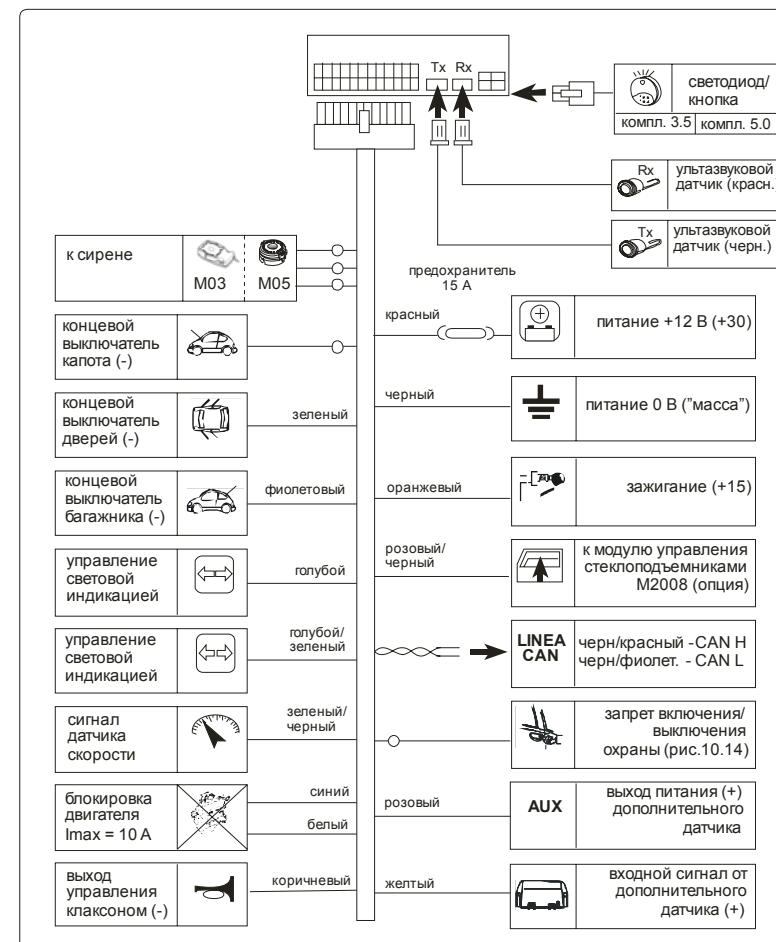 Tx Rx
светодиод/
кнопка
компл. 3.5 компл. 5.0
Rx
ультазвуковой
датчик (красн.
Tx
ультазвуковой
датчик (черн.)
к сирене
M03 M05
предохранитель
15 А
красный
питание +12 В (+30)
концевой
выключатель
капота (-)
черный
питание 0 В ("масса")
концевой
выключатель
дверей (-)
зеленый
оранжевый
зажигание (+15)
концевой
выключатель
багажника (-)
фиолетовый
розовый/
черный
к модулю управления
стеклоподъемниками
M2008 (опция)
управление
световой
индикацией
голубой
LINEA
CAN
черн/красный -CAN H
черн/фиолет. - CAN L
управление
световой
индикацией
голубой/
зеленый
запрет включения/
выключения
охраны (рис.10.14)
сигнал
датчика
скорости
зеленый/
черный
розовый
AUX
выход питания (+)
дополнительного
датчика
блокировка
двигателя
Imax = 10 А
синий
белый
желтый
входной сигнал от
дополнительного
датчика (+)
выход
управления
клаксоном (-)
коричневый